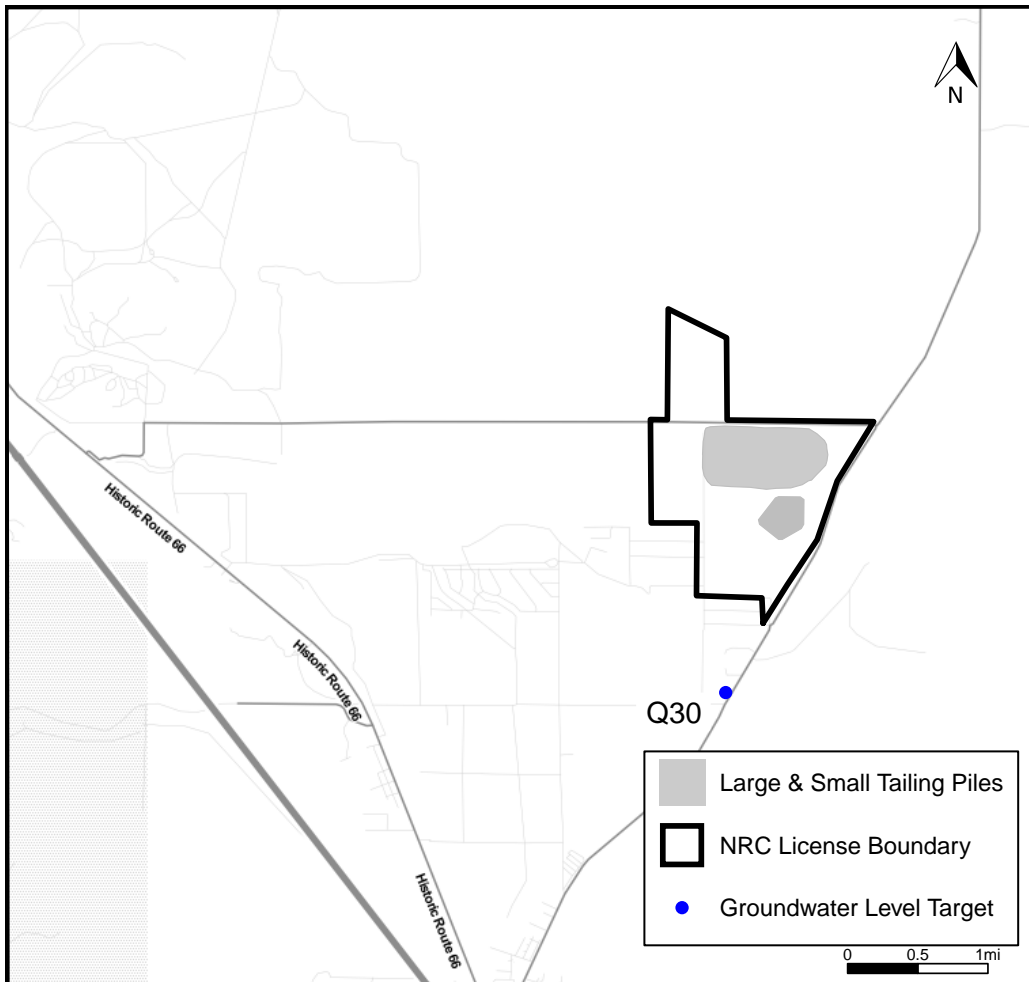 N
Historic Route 66
Historic Route 66
Q30
Large & Small Tailing Piles
NRC License Boundary
Historic Route 66
Groundwater Level Target
0 0.5 1mi